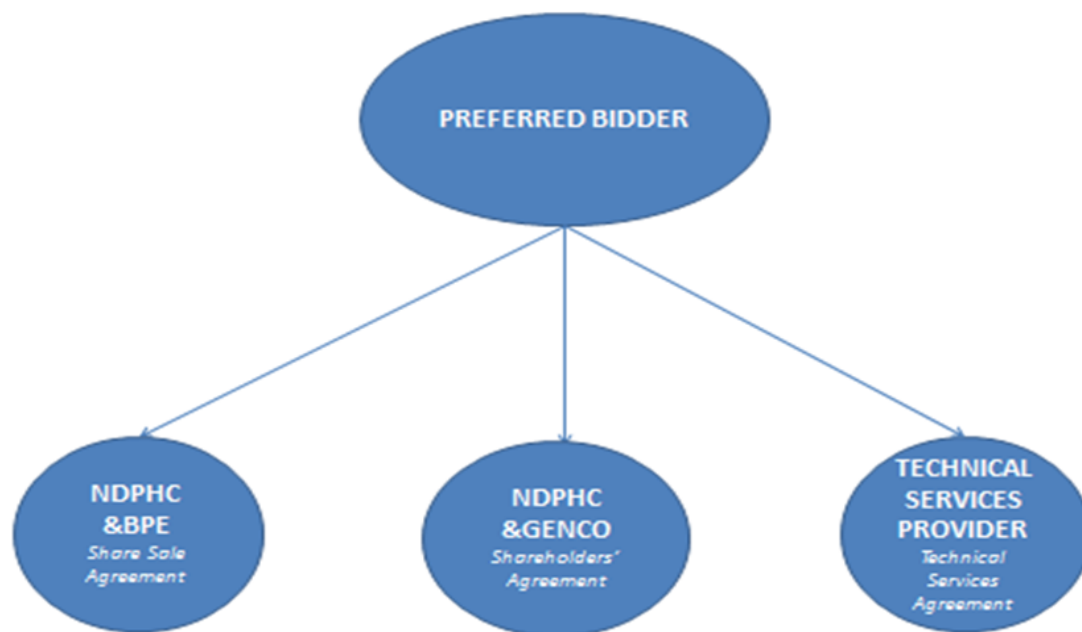 PREFERRED BIDDER
NDPHC
&BPE
Share Sale
Agreement
NDPHC
&GENCO
Shareholders'
Agreement
TECHNICAL
SERVICES
PROVIDER
Technical
Services
Agreement